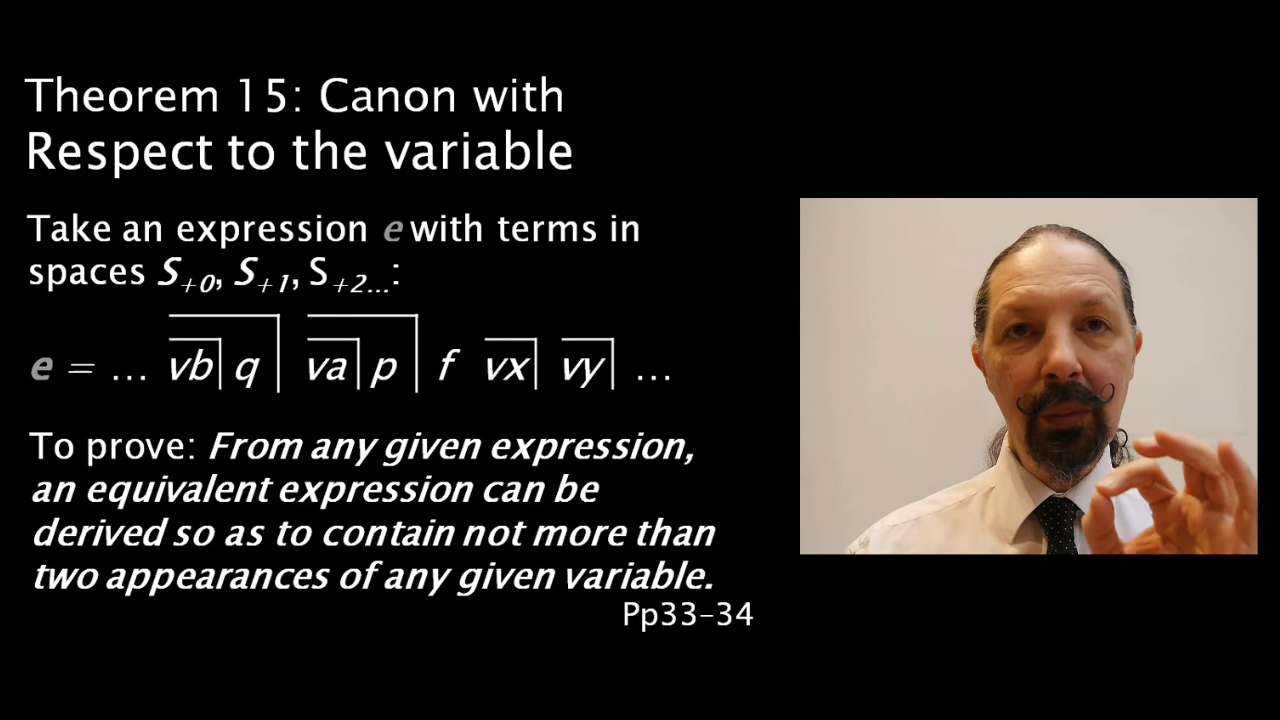 Theorem 15: Canon with
Respect to the variable
Take an expression e with terms in
spaces S+0, S+1, S+2...:
e = ... vb| q | va| p | f vx| vy| ...
To prove: From any given expression,
an equivalent expression can be
derived so as to contain not more than
two appearances of any given variable.
Pp33–34